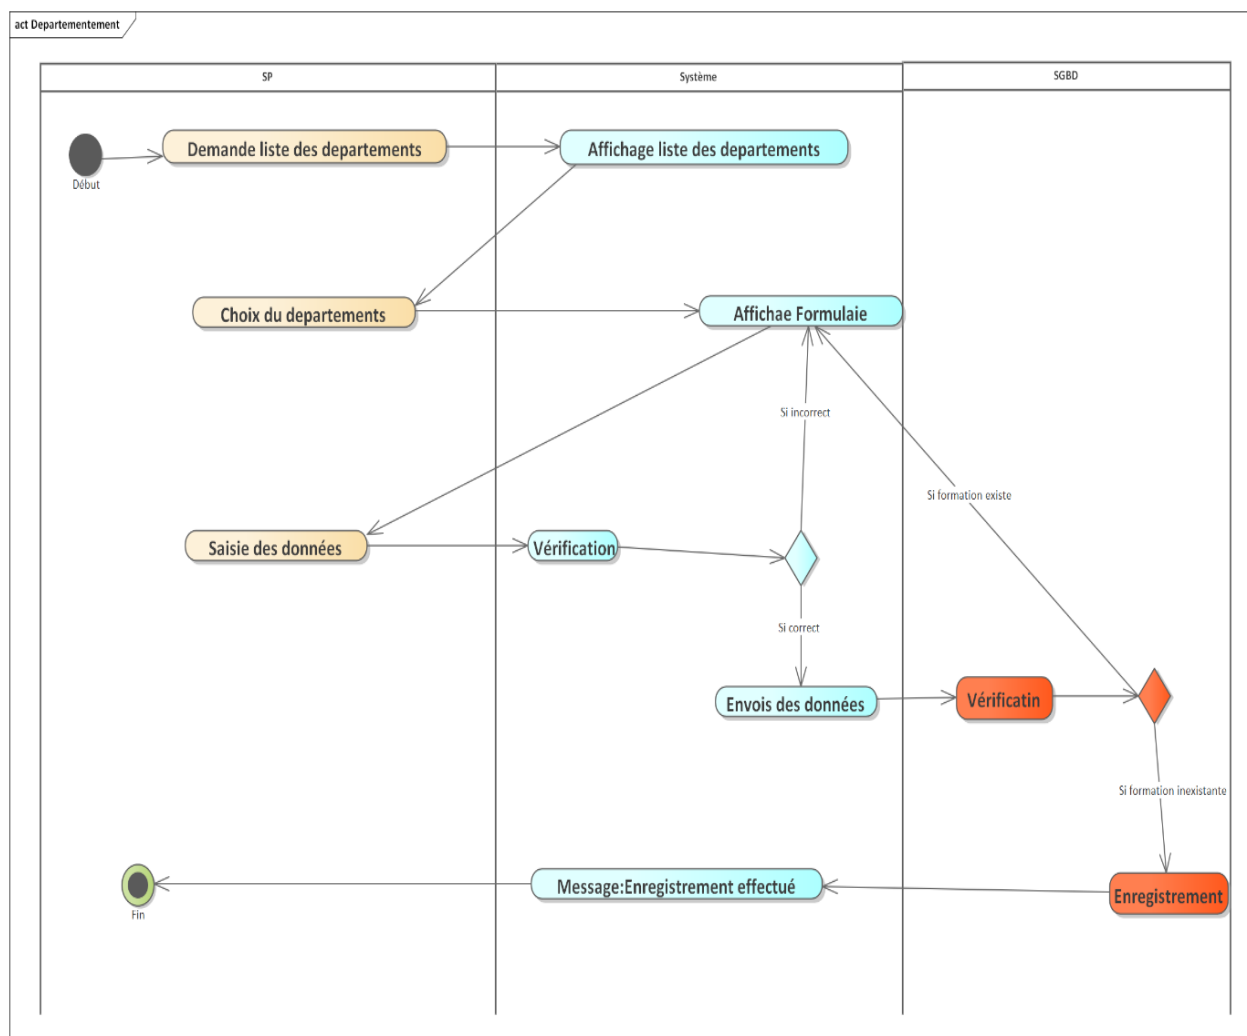 act Departementement
SP
Système
SGBD
Demande liste des departements
Affichage liste des departements
Début
Choix du departements
Affichae Formulaie
Si incorrect
Si formation existe
Saisie des données
Vérification
Si correct
Envois des données
Vérificatin
Si formation inexistante
Message:Enregistrement effectué
Enregistrement
Fin